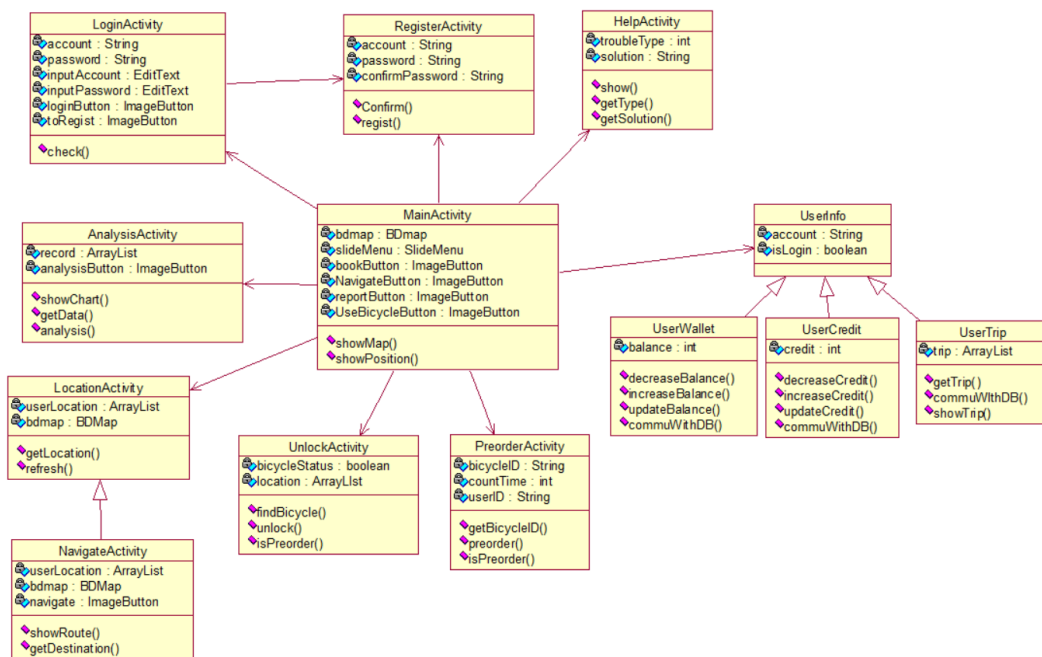 LoginActivity
account : String
password : String
inputAccount : EditText
inputPassword : EditText
loginButton : ImageButton
toRegist : ImageButton
check()
RegisterActivity
account : String
password : String
confirmPassword : String
Confirm()
regist()
HelpActivity
troubleType : int
solution : String
show()
getType()
getSolution()
AnalysisActivity
record : ArrayList
analysisButton : ImageButton
showChart()
getData()
analysis()
MainActivity
bdmap : BDmap
slideMenu : SlideMenu
bookButton : ImageButton
NavigateButton : ImageButton
reportButton : ImageButton
UseBicycleButton : ImageButton
showMap()
showPosition()
UserInfo
account : String
isLogin : boolean
UserWallet
balance : int
decreaseBalance()
increaseBalance()
updateBalance()
commuWithDB()
UserCredit
credit : int
decreaseCredit()
increaseCredit()
updateCredit()
commuWithDB()
UserTrip
trip : ArrayList
getTrip()
commuWIthDB()
showTrip()
LocationActivity
userLocation : ArrayList
bdmap : BDMap
getLocation()
refresh()
UnlockActivity
bicycleStatus : boolean
location : ArrayLIst
findBicycle()
unlock()
isPreorder()
PreorderActivity
bicycleID : String
countTime : int
userID : String
getBicycleID()
preorder()
isPreorder()
NavigateActivity
userLocation : ArrayList
bdmap : BDMap
navigate : ImageButton
showRoute()
getDestination()